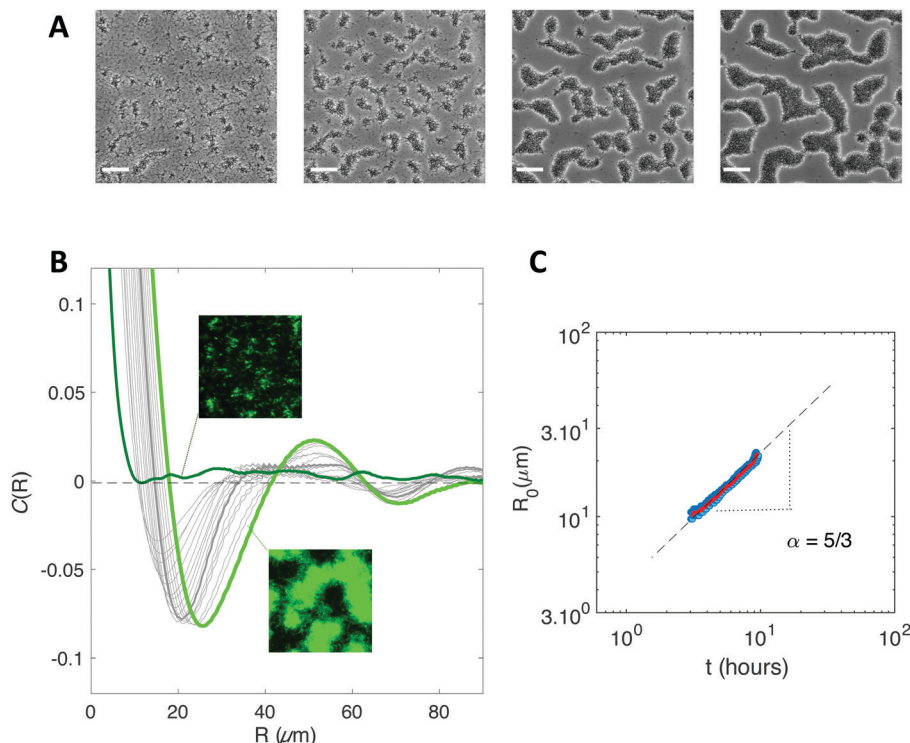 A
B
0.1
0.05
0
-0.05
-0.1
C(R)
0 20 40 60 80
R (μm)
C
10²
3.10¹
10¹
3.10⁰
R₀(μm)
α = 5/3
10⁰ 10¹ 10²
t (hours)